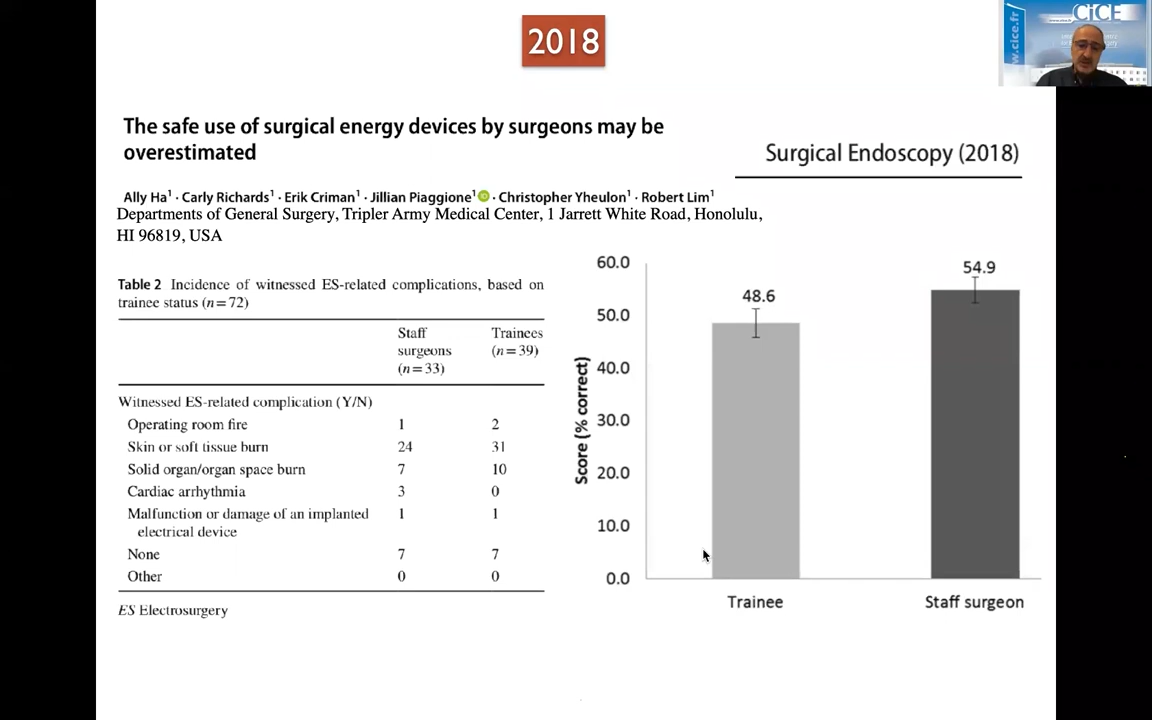 2018
CiCE
w.cice.fr
The safe use of surgical energy devices by surgeons may be
overestimated
Surgical Endoscopy (2018)
Ally Ha¹ · Carly Richards¹ · Erik Criman¹ · Jillian Piaggione¹ · Christopher Yheulon¹ · Robert Lim¹
Departments of General Surgery, Tripler Army Medical Center, 1 Jarrett White Road, Honolulu,
HI 96819, USA
Table 2 Incidence of witnessed ES-related complications, based on
trainee status (n=72)
Staff surgeons (n=33)
Trainees (n=39)
Witnessed ES-related complication (Y/N)
Operating room fire 1 2
Skin or soft tissue burn 24 31
Solid organ/organ space burn 7 10
Cardiac arrhythmia 3 0
Malfunction or damage of an implanted 1 1
electrical device
None 7 7
Other 0 0
ES Electrosurgery
Score (% correct)
60.0
50.0
40.0
30.0
20.0
10.0
0.0
48.6
54.9
Trainee
Staff surgeon